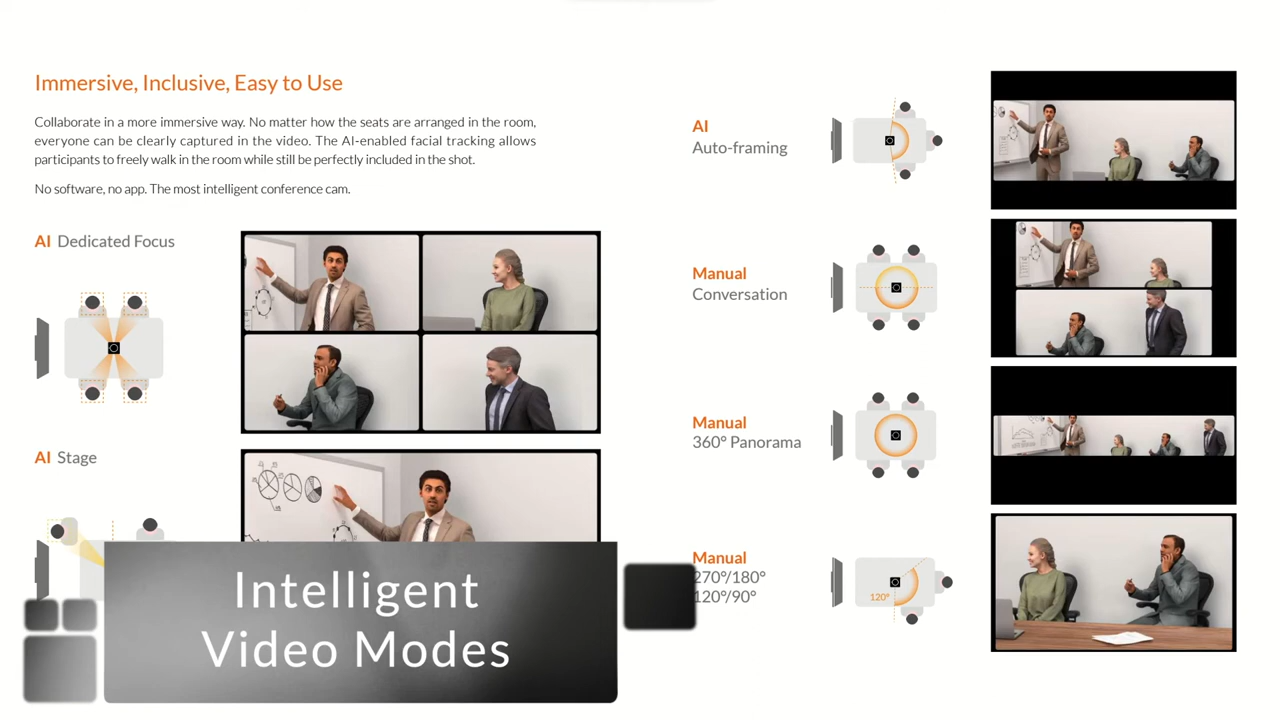 Immersive, Inclusive, Easy to Use
Collaborate in a more immersive way. No matter how the seats are arranged in the room,
everyone can be clearly captured in the video. The AI-enabled facial tracking allows
participants to freely walk in the room while still be perfectly included in the shot.
No software, no app. The most intelligent conference cam.
AI Dedicated Focus
AI Stage
AI
Auto-framing
Manual
Conversation
Manual
360° Panorama
Manual
270°/180°
120°/90°
120°
Intelligent
Video Modes